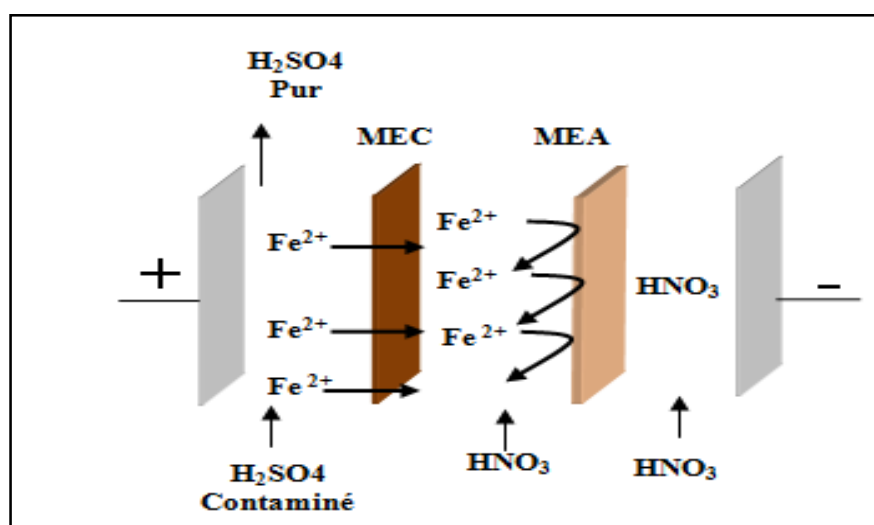 H₂SO4
Pur
MEC
MEA
Fe²⁺
Fe²⁺
+
Fe²⁺
HNO₃
-
Fe²⁺
Fe ²⁺
Fe ²⁺
H₂SO4
Contaminé
HNO₃
HNO₃